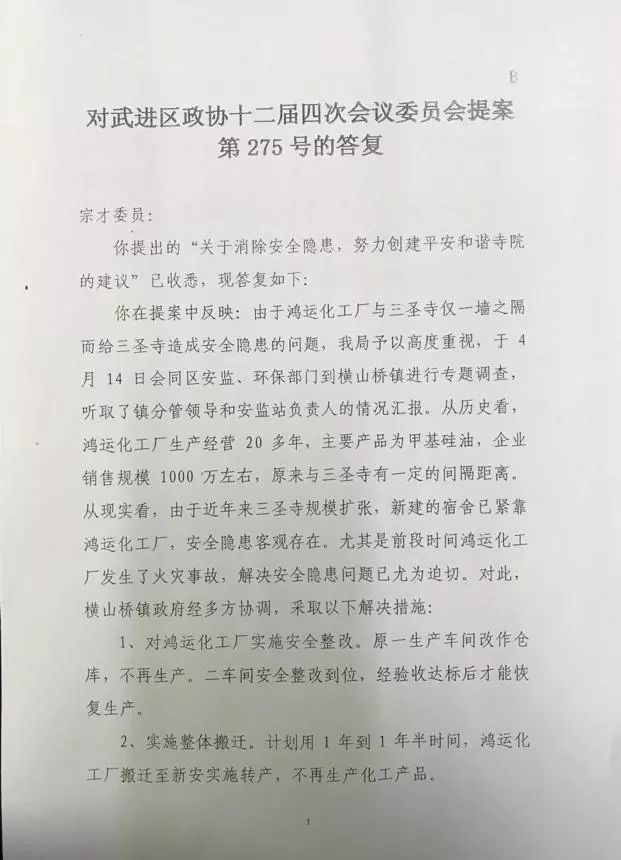 B
对武进区政协十二届四次会议委员会提案
第 275 号的答复
宗才委员：
你提出的“关于消除安全隐患，努力创建平安和谐寺院
的建议”已收悉，现答复如下：
你在提案中反映：由于鸿运化工厂与三圣寺仅一墙之隔
而给三圣寺造成安全隐患的问题，我局予以高度重视，于 4
月 14 日会同区安监、环保部门到横山桥镇进行专题调查，
听取了镇分管领导和安监站负责人的情况汇报。从历史看，
鸿运化工厂生产经营 20 多年，主要产品为甲基硅油，企业
销售规模 1000 万左右，原来与三圣寺有一定的间隔距离。
从现实看，由于近年来三圣寺规模扩张，新建的宿舍已紧靠
鸿运化工厂，安全隐患客观存在。尤其是前段时间鸿运化工
厂发生了火灾事故，解决安全隐患问题已尤为迫切。对此，
横山桥镇政府经多方协调，采取以下解决措施：
1、对鸿运化工厂实施安全整改。原一生产车间改作仓
库，不再生产。二车间安全整改到位，经验收达标后才能恢
复生产。
2、实施整体搬迁。计划用 1 年到 1 年半时间，鸿运化
工厂搬迁至新安实施转产，不再生产化工产品。
1